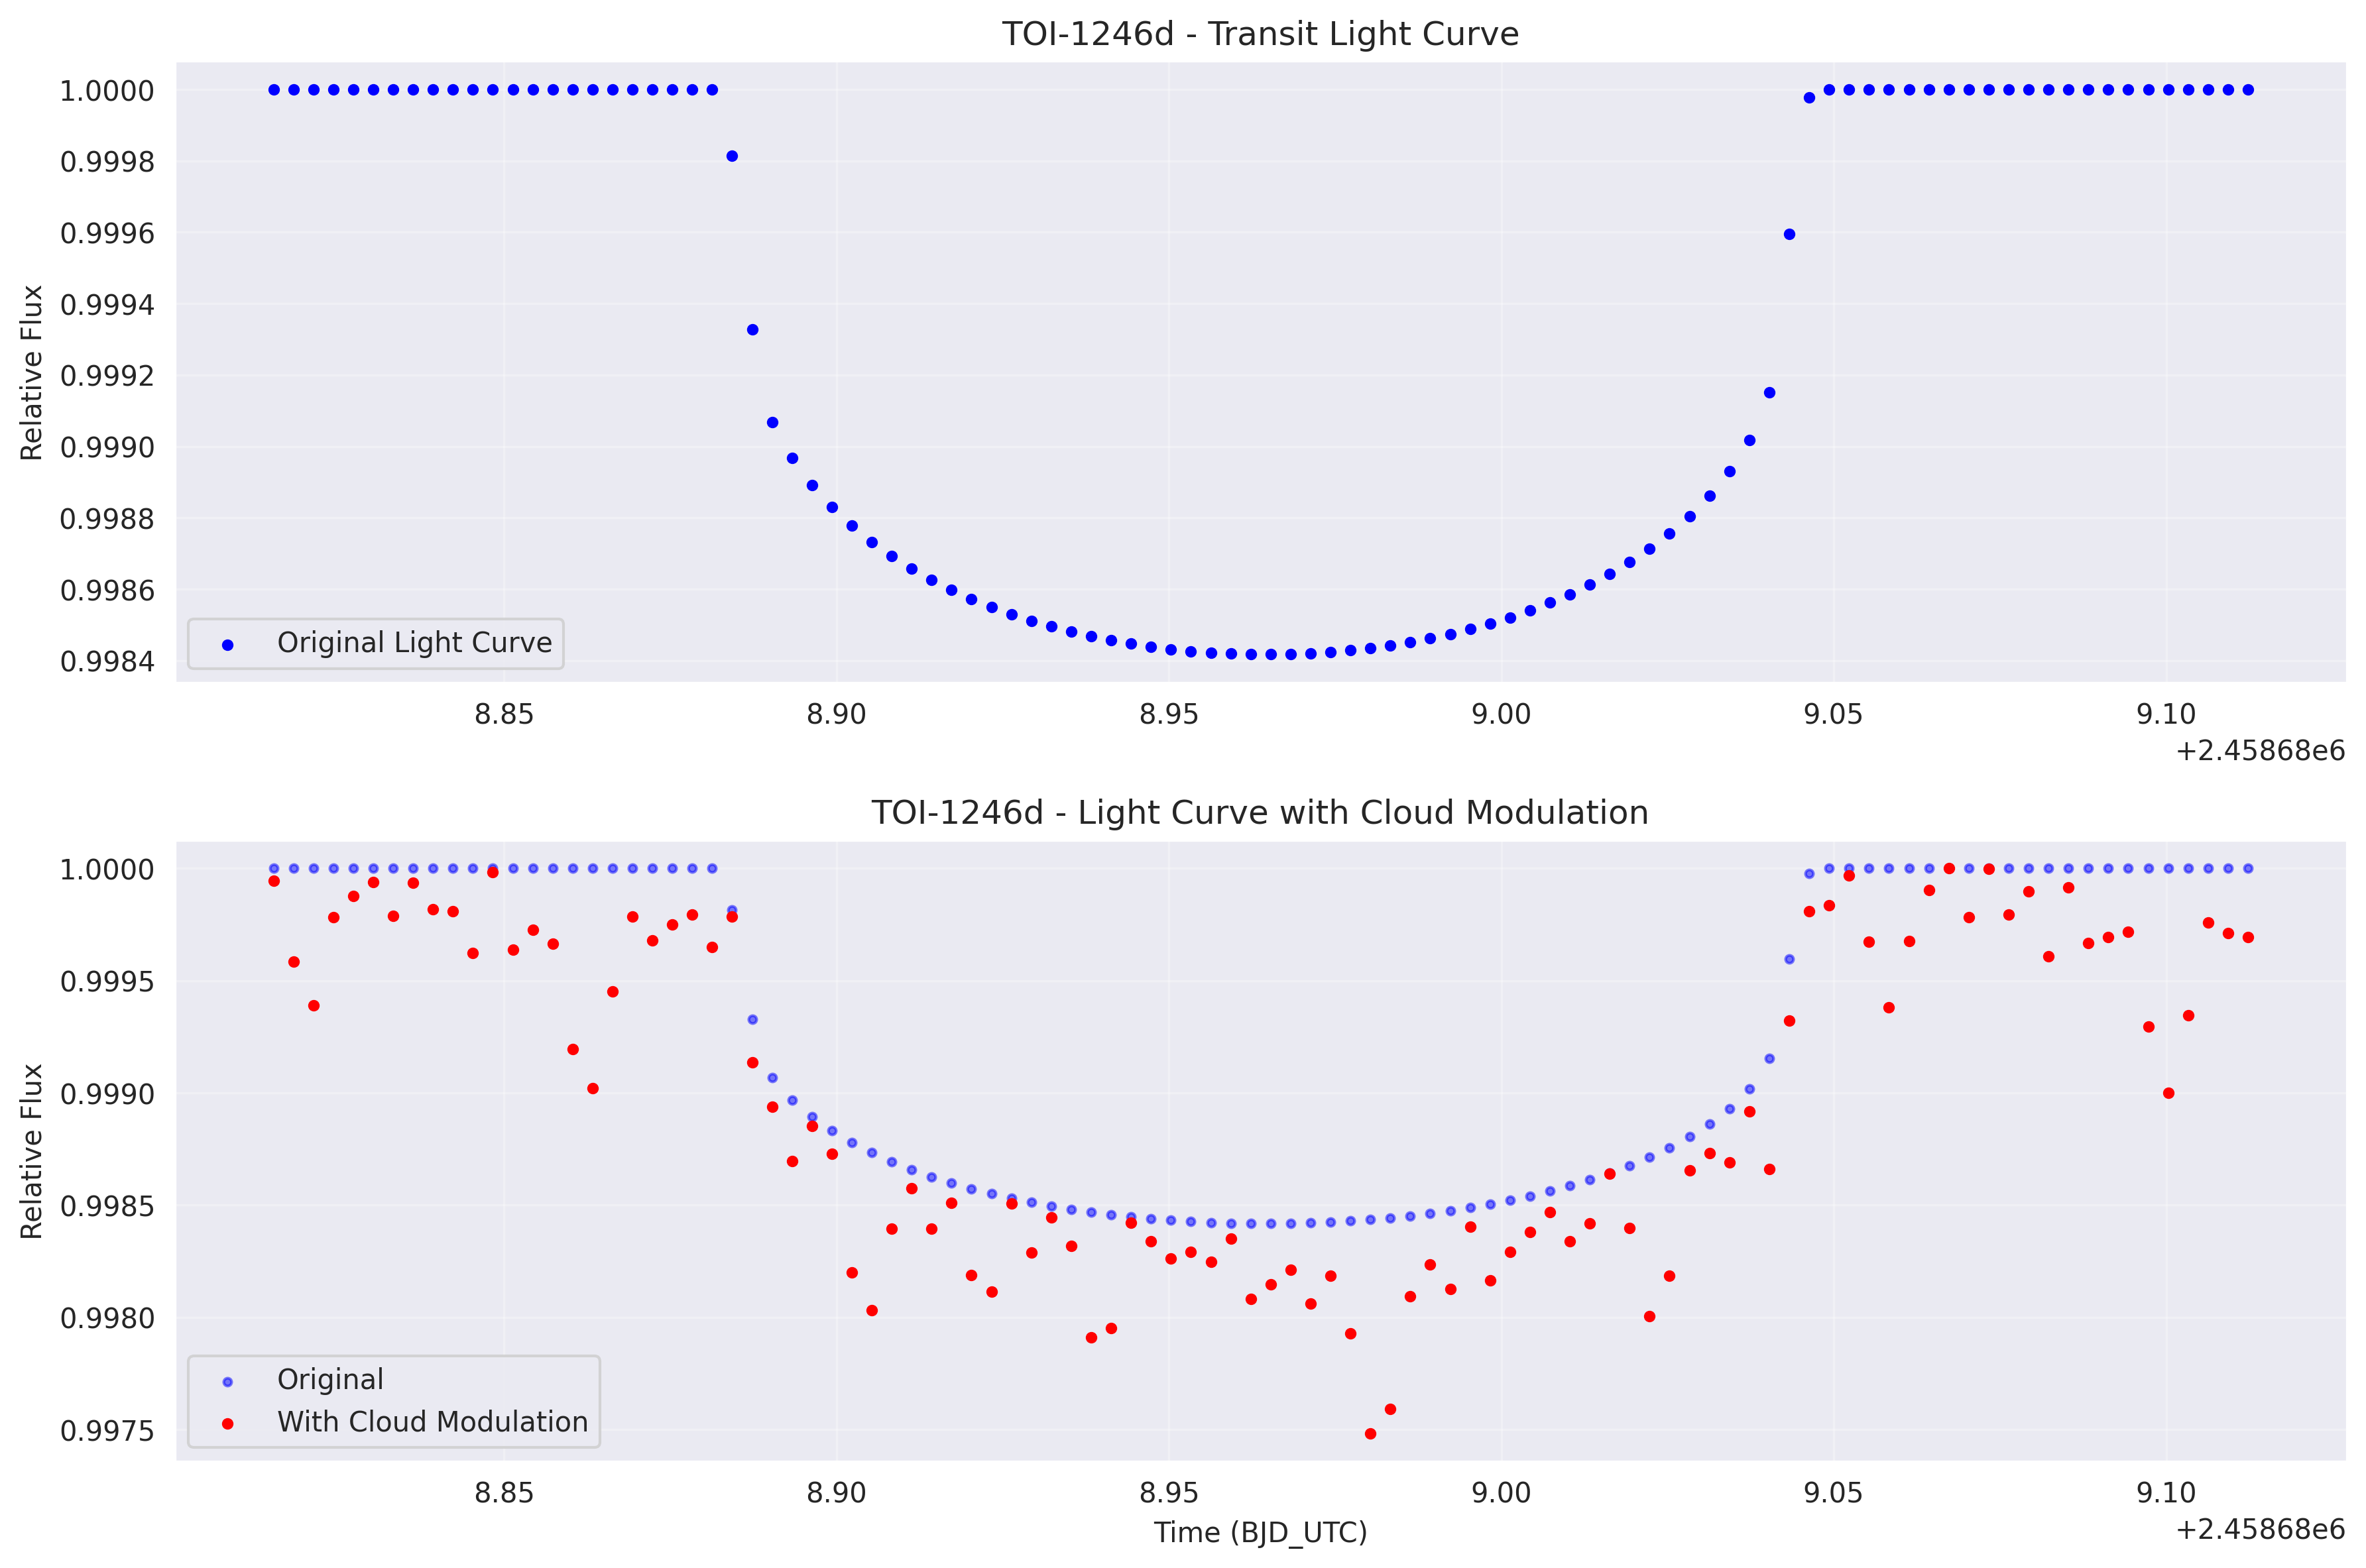 TOI-1246d - Transit Light Curve
1.0000
0.9998
0.9996
0.9994
0.9992
0.9990
0.9988
0.9986
0.9984
Relative Flux
Original Light Curve
8.85 8.90 8.95 9.00 9.05 9.10
+2.45868e6
TOI-1246d - Light Curve with Cloud Modulation
1.0000
0.9995
0.9990
0.9985
0.9980
0.9975
Relative Flux
Original
With Cloud Modulation
8.85 8.90 8.95 9.00 9.05 9.10
Time (BJD_UTC)
+2.45868e6